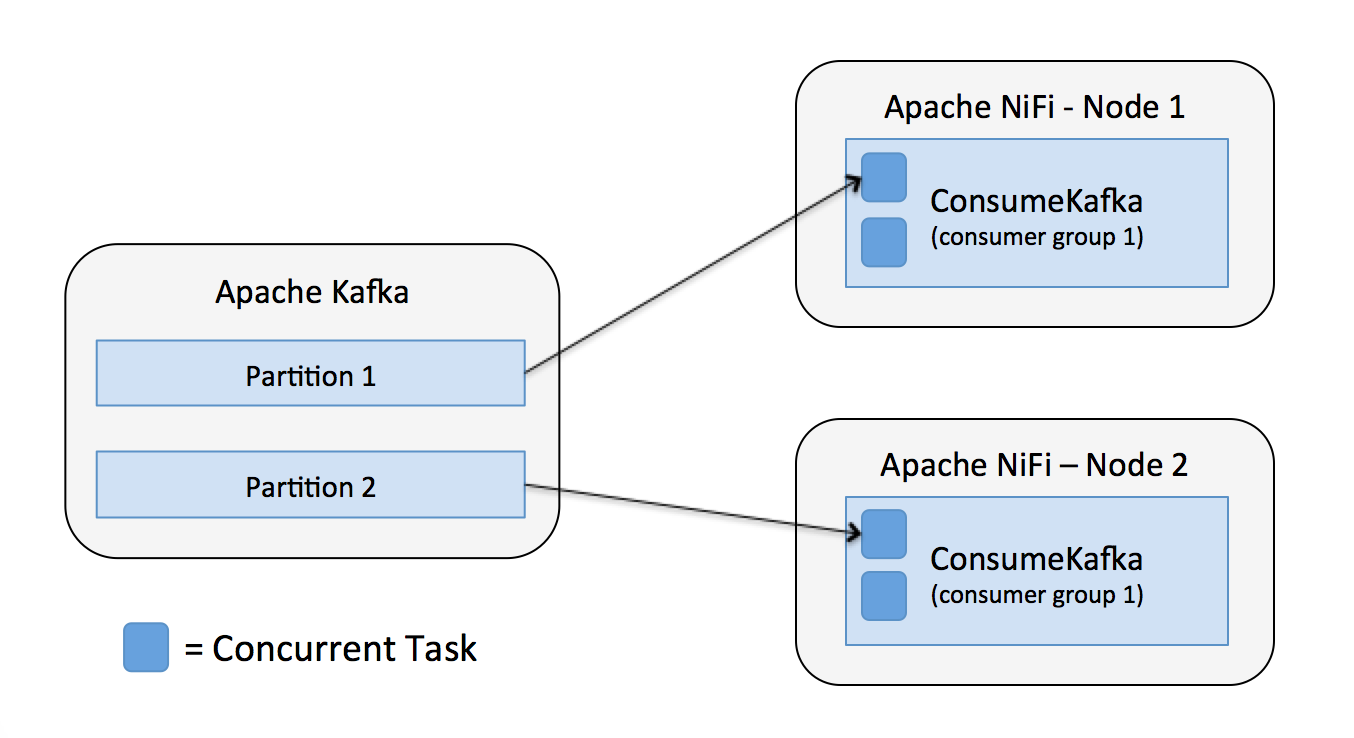 Apache Kafka
Partition 1
Partition 2
= Concurrent Task
Apache NiFi - Node 1
ConsumeKafka
(consumer group 1)
Apache NiFi – Node 2
ConsumeKafka
(consumer group 1)